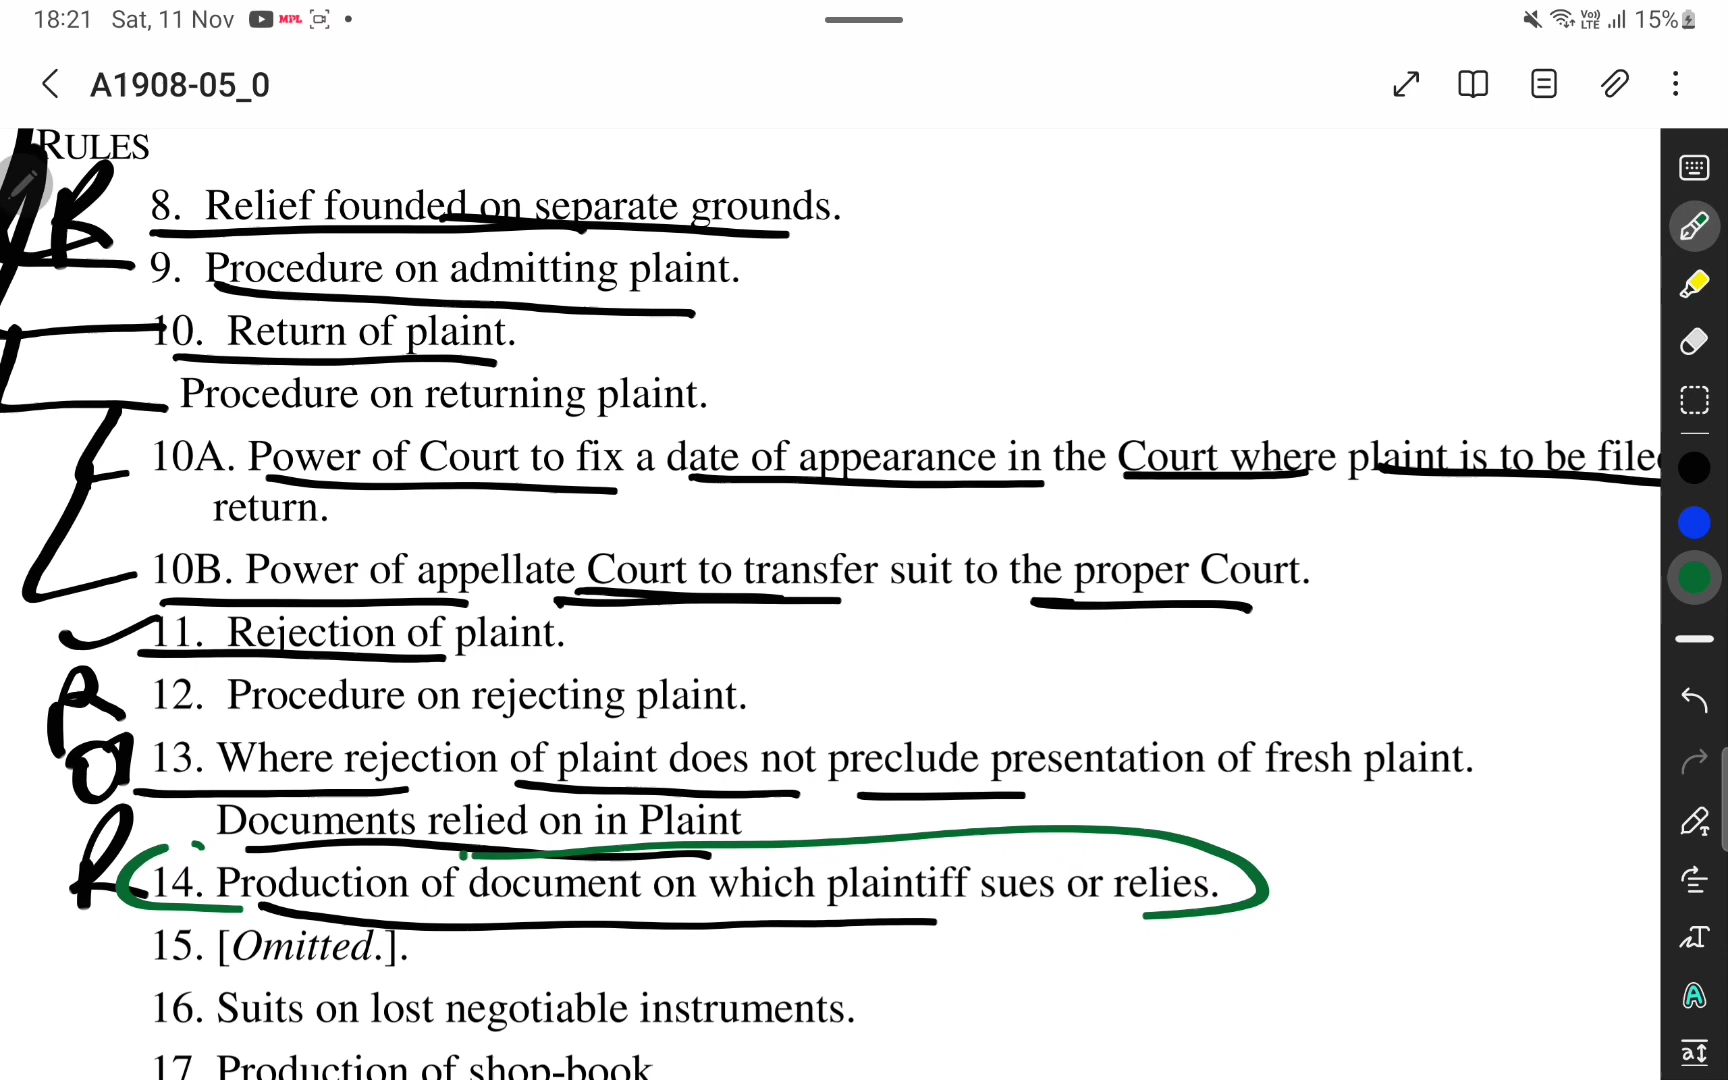 18:21 Sat, 11 Nov MPL 15%
Vo)) LTE
A1908-05_0
RULES
8. Relief founded on separate grounds.
9. Procedure on admitting plaint.
10. Return of plaint.
Procedure on returning plaint.
10A. Power of Court to fix a date of appearance in the Court where plaint is to be filed
return.
10B. Power of appellate Court to transfer suit to the proper Court.
11. Rejection of plaint.
12. Procedure on rejecting plaint.
13. Where rejection of plaint does not preclude presentation of fresh plaint.
Documents relied on in Plaint
14. Production of document on which plaintiff sues or relies.
15. [Omitted.].
16. Suits on lost negotiable instruments.
17. Production of shop-book